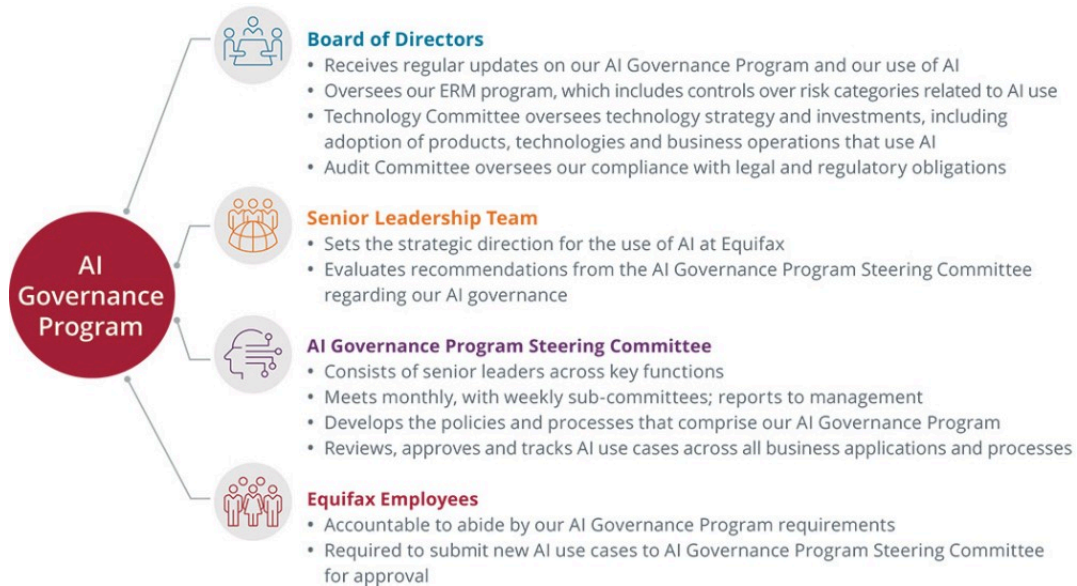 AI
Governance
Program
Board of Directors
• Receives regular updates on our AI Governance Program and our use of AI
• Oversees our ERM program, which includes controls over risk categories related to AI use
• Technology Committee oversees technology strategy and investments, including
adoption of products, technologies and business operations that use AI
• Audit Committee oversees our compliance with legal and regulatory obligations
Senior Leadership Team
• Sets the strategic direction for the use of AI at Equifax
• Evaluates recommendations from the AI Governance Program Steering Committee
regarding our AI governance
AI Governance Program Steering Committee
• Consists of senior leaders across key functions
• Meets monthly, with weekly sub-committees; reports to management
• Develops the policies and processes that comprise our AI Governance Program
• Reviews, approves and tracks AI use cases across all business applications and processes
Equifax Employees
• Accountable to abide by our AI Governance Program requirements
• Required to submit new AI use cases to AI Governance Program Steering Committee
for approval